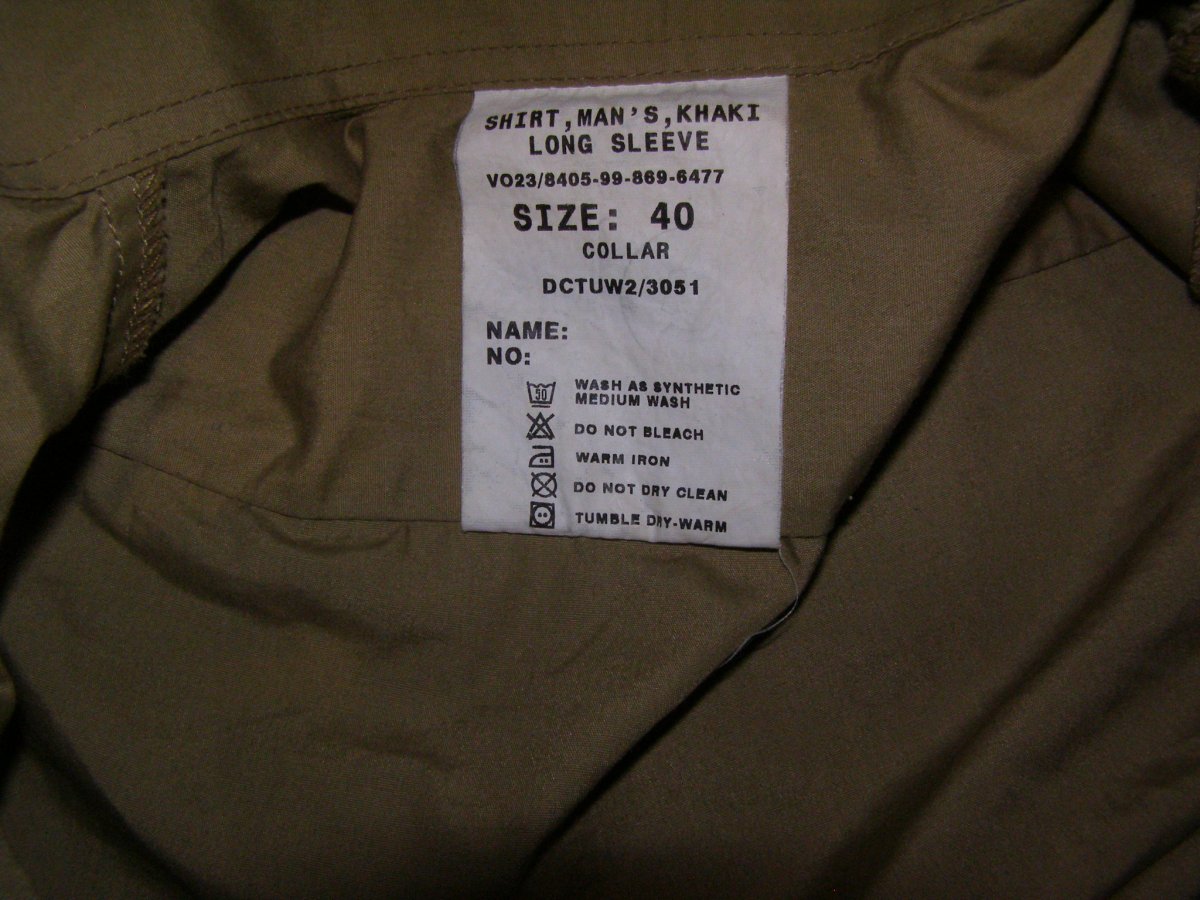 SHIRT,MAN'S,KHAKI
LONG SLEEVE
VO23/8405-99-869-6477
SIZE: 40
COLLAR
DCTUW2/3051
NAME:
NO:
WASH AS SYNTHETIC
MEDIUM WASH
DO NOT BLEACH
WARM IRON
DO NOT DRY CLEAN
TUMBLE DRY-WARM